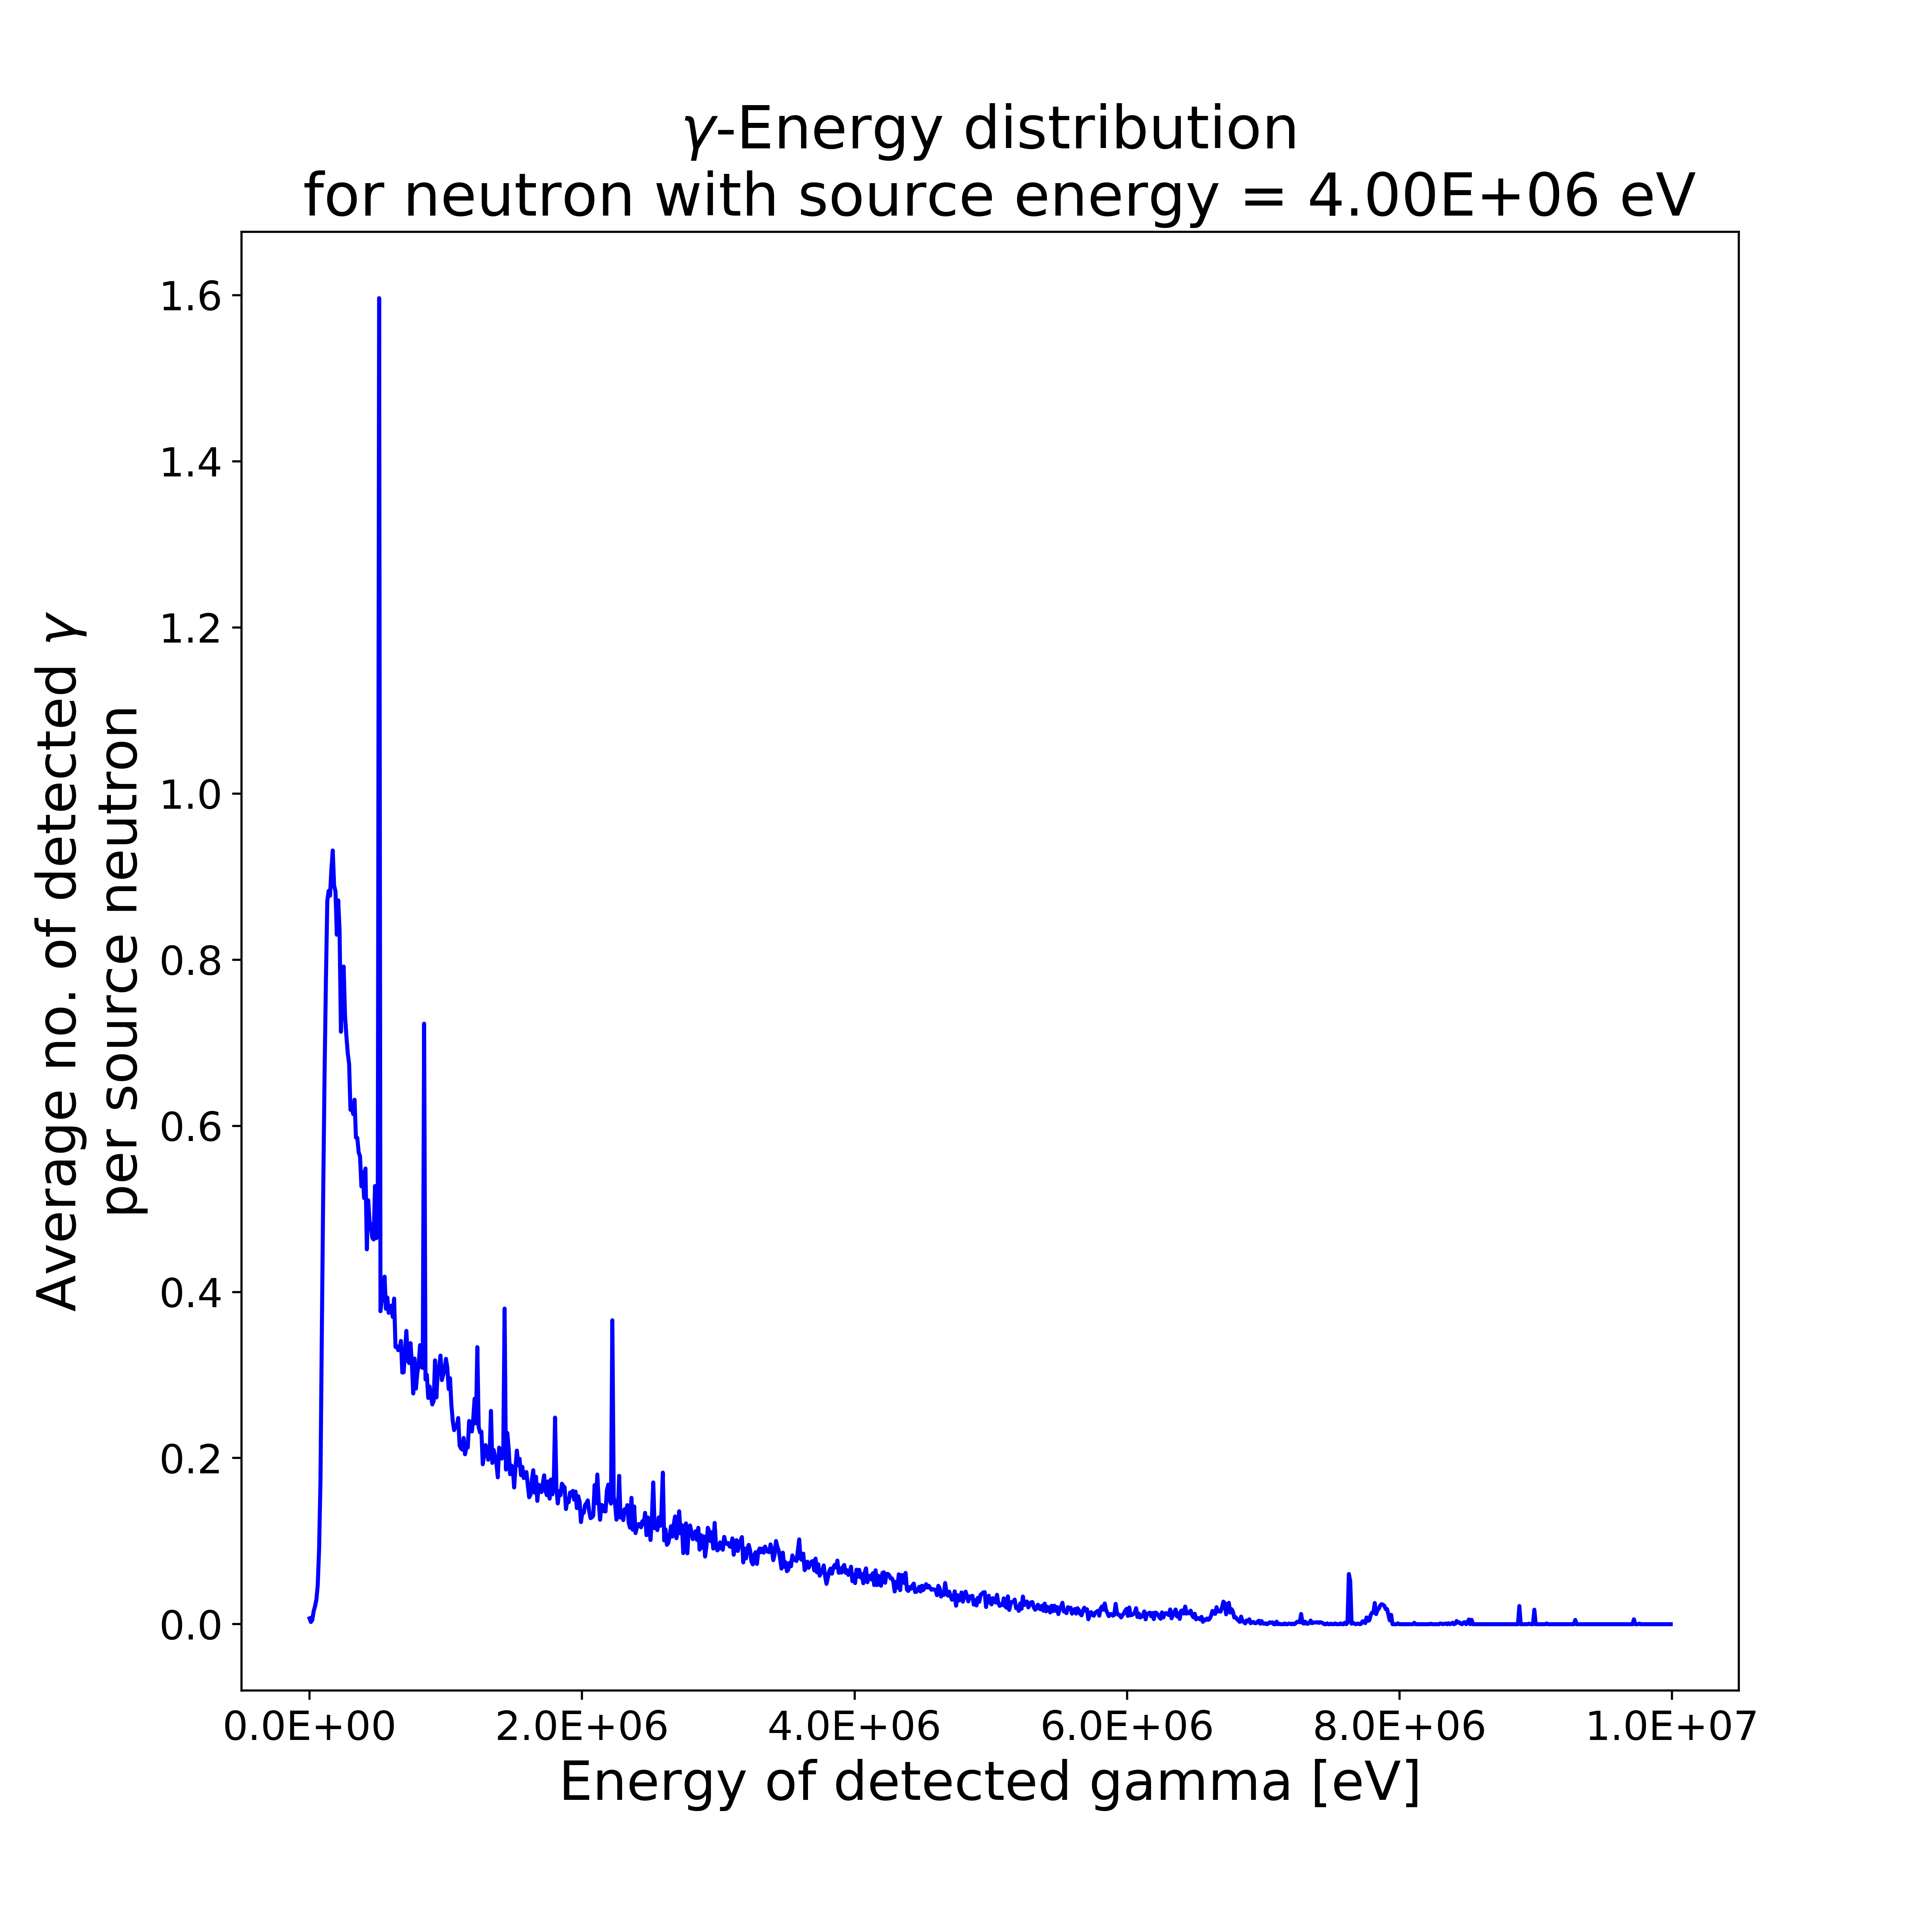 γ-Energy distribution
for neutron with source energy = 4.00E+06 eV
Average no. of detected γ
per source neutron
1.6
1.4
1.2
1.0
0.8
0.6
0.4
0.2
0.0
0.0E+00 2.0E+06 4.0E+06 6.0E+06 8.0E+06 1.0E+07
Energy of detected gamma [eV]